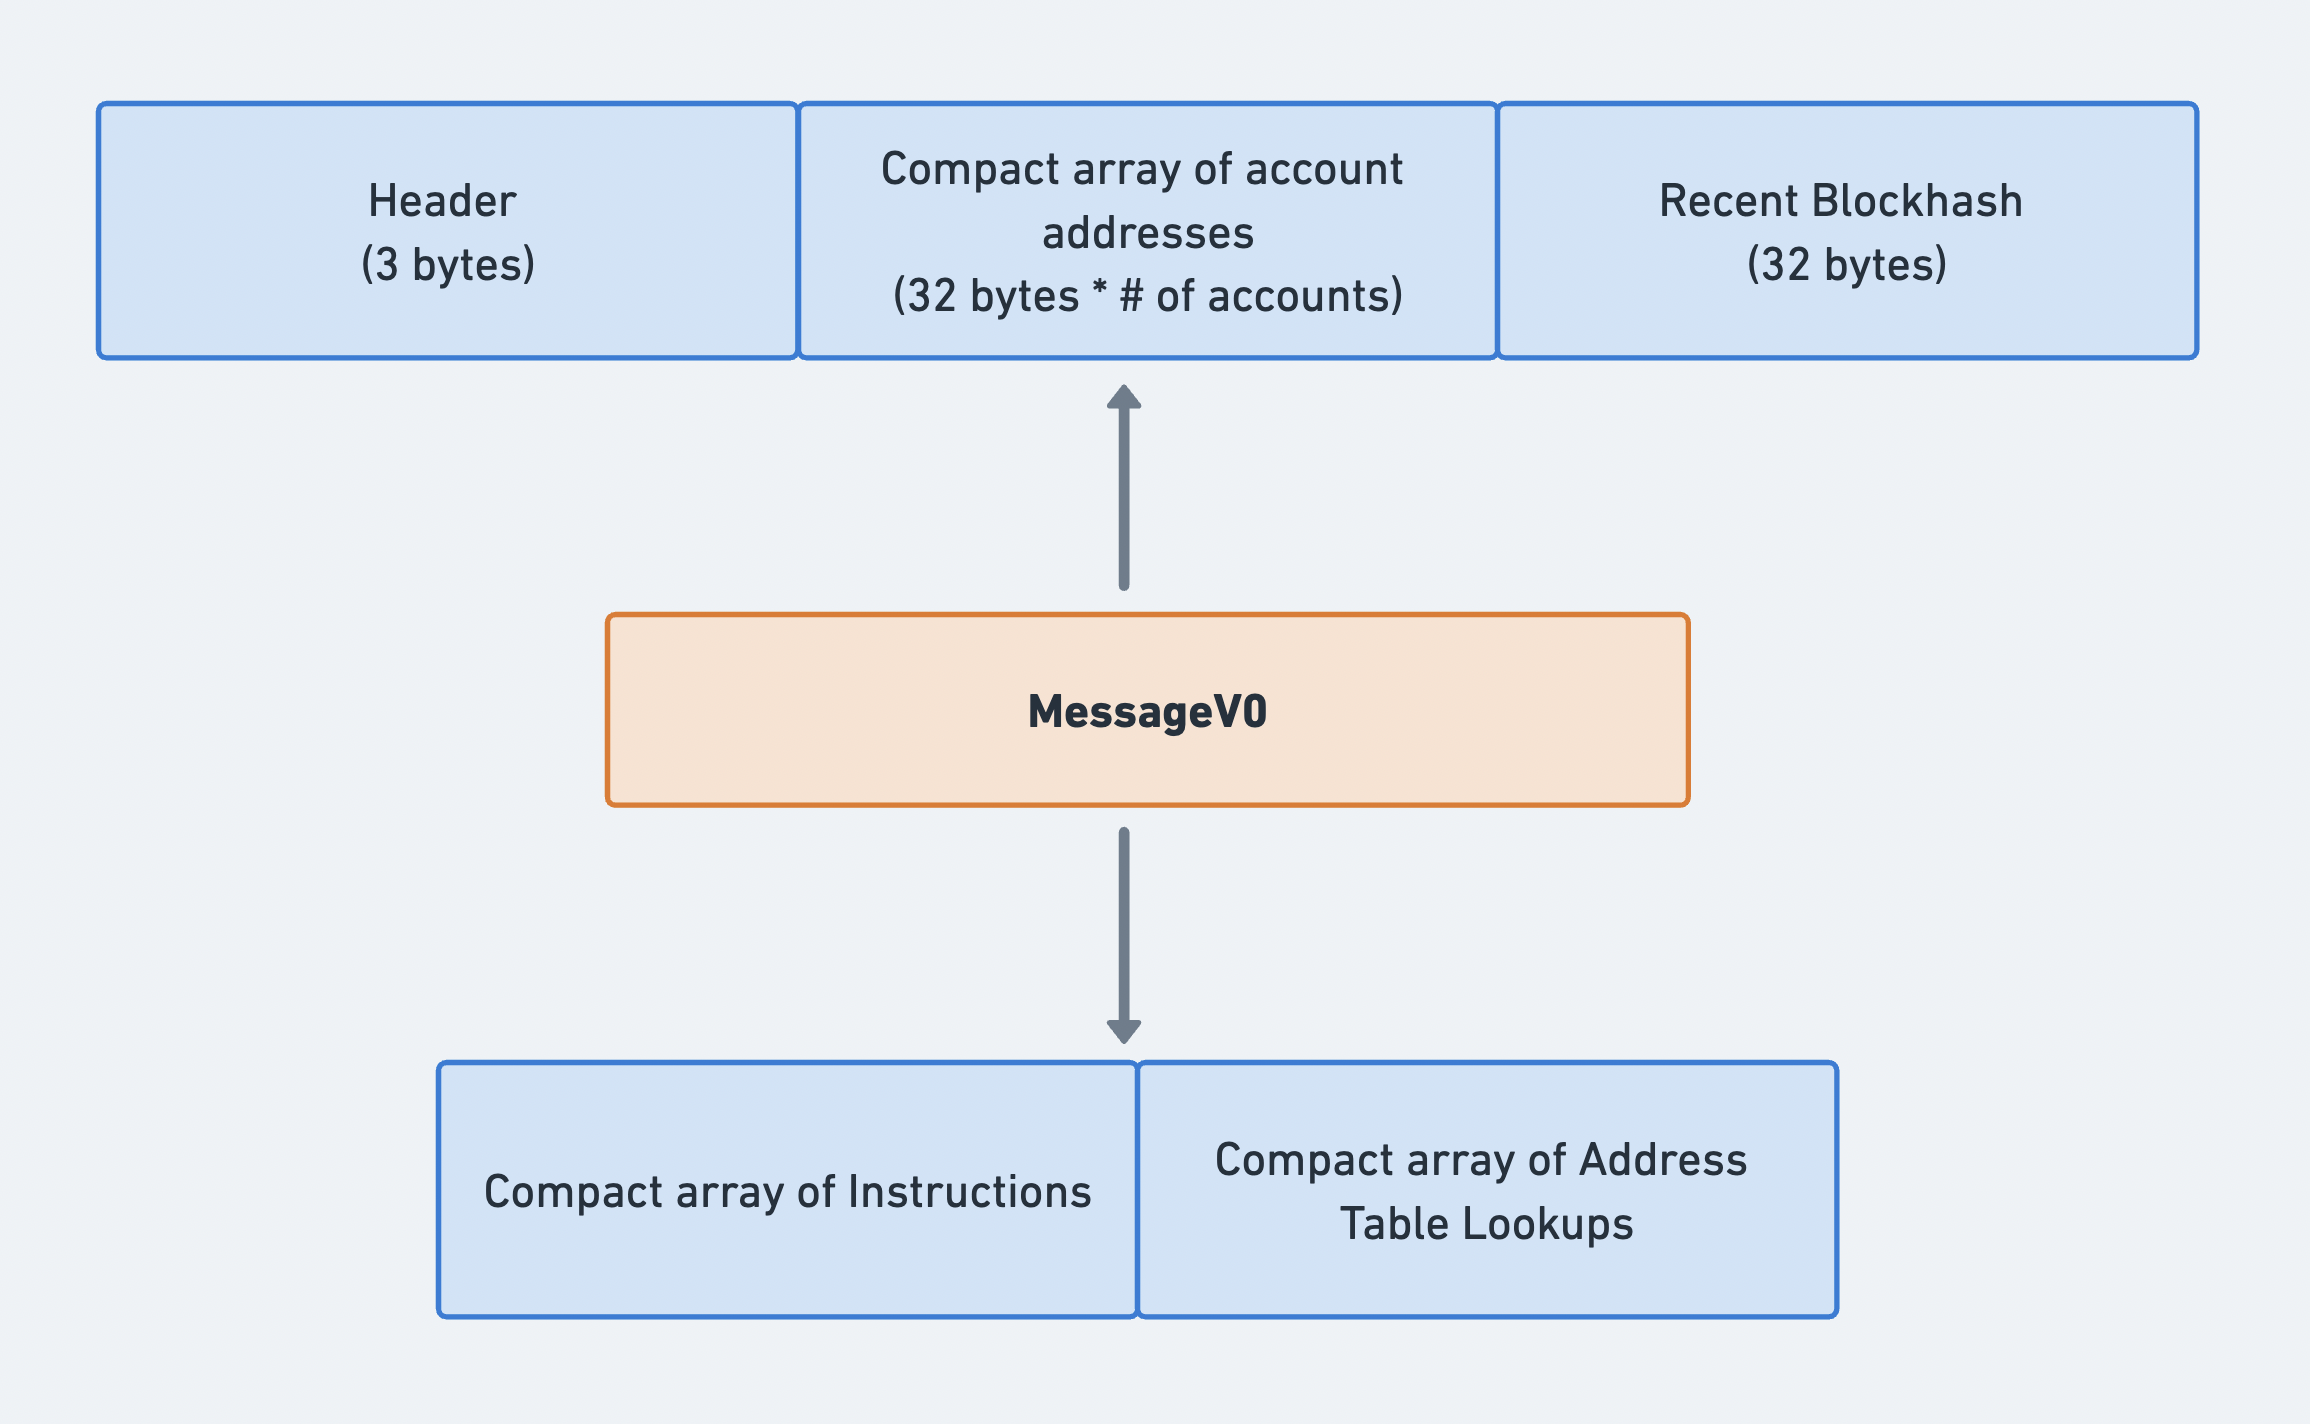 Header
(3 bytes)
Compact array of account
addresses
(32 bytes * # of accounts)
Recent Blockhash
(32 bytes)
MessageV0
Compact array of Instructions
Compact array of Address
Table Lookups